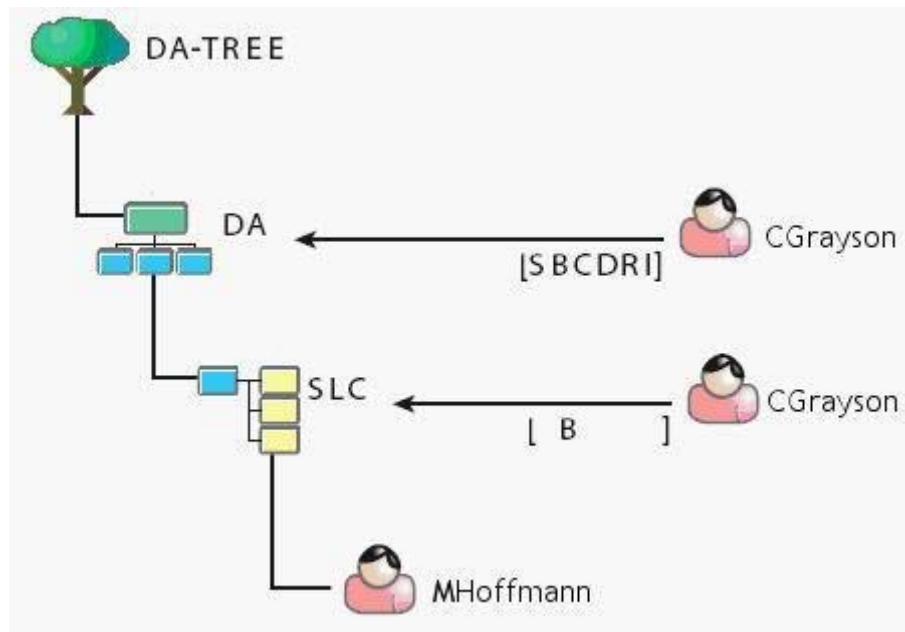 DA-TREE
DA
CGrayson
[SBCDRI]
SLC
CGrayson
[ B ]
MHoffmann